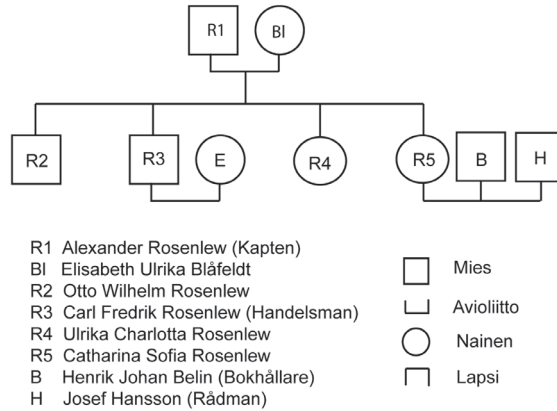 R1 BI
R2 R3 E R4 R5 B H
R1 Alexander Rosenlew (Kapten)
BI Elisabeth Ulrika Blåfeldt
R2 Otto Wilhelm Rosenlew
R3 Carl Fredrik Rosenlew (Handelsman)
R4 Ulrika Charlotta Rosenlew
R5 Catharina Sofia Rosenlew
B Henrik Johan Belin (Bokhållare)
H Josef Hansson (Rådman)
Mies
Avioliitto
Nainen
Lapsi